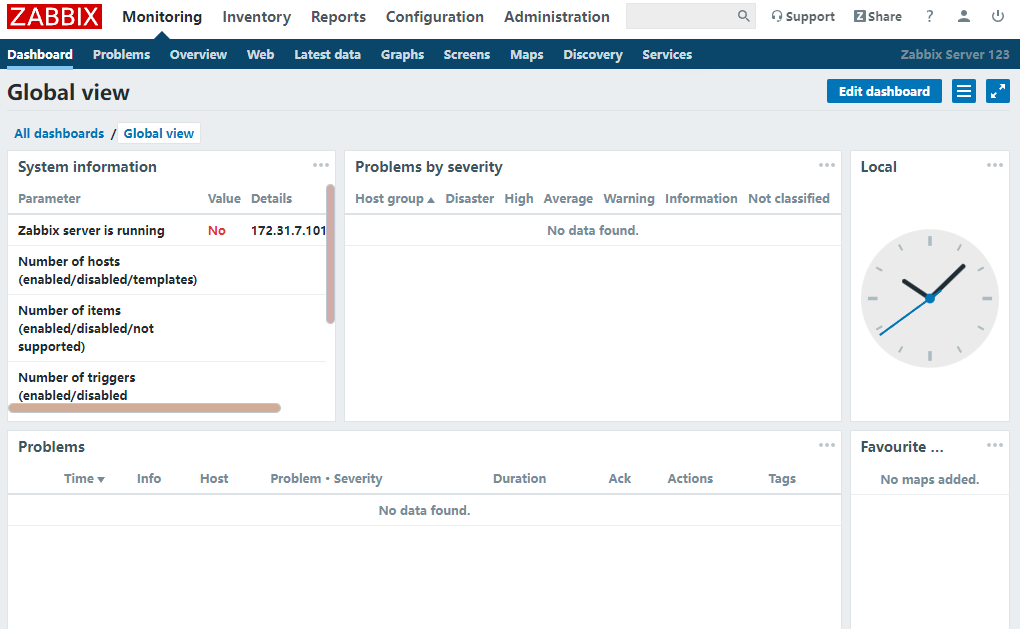 ZABBIX Monitoring Inventory Reports Configuration Administration Support Z Share ?
Dashboard Problems Overview Web Latest data Graphs Screens Maps Discovery Services Zabbix Server 123
Global view Edit dashboard
All dashboards / Global view
System information
Parameter Value Details
Zabbix server is running No 172.31.7.101
Number of hosts
(enabled/disabled/templates)
Number of items
(enabled/disabled/not
supported)
Number of triggers
(enabled/disabled
Problems by severity
Host group Disaster High Average Warning Information Not classified
No data found.
Local
Problems
Time Info Host Problem • Severity Duration Ack Actions Tags
No data found.
Favourite ...
No maps added.